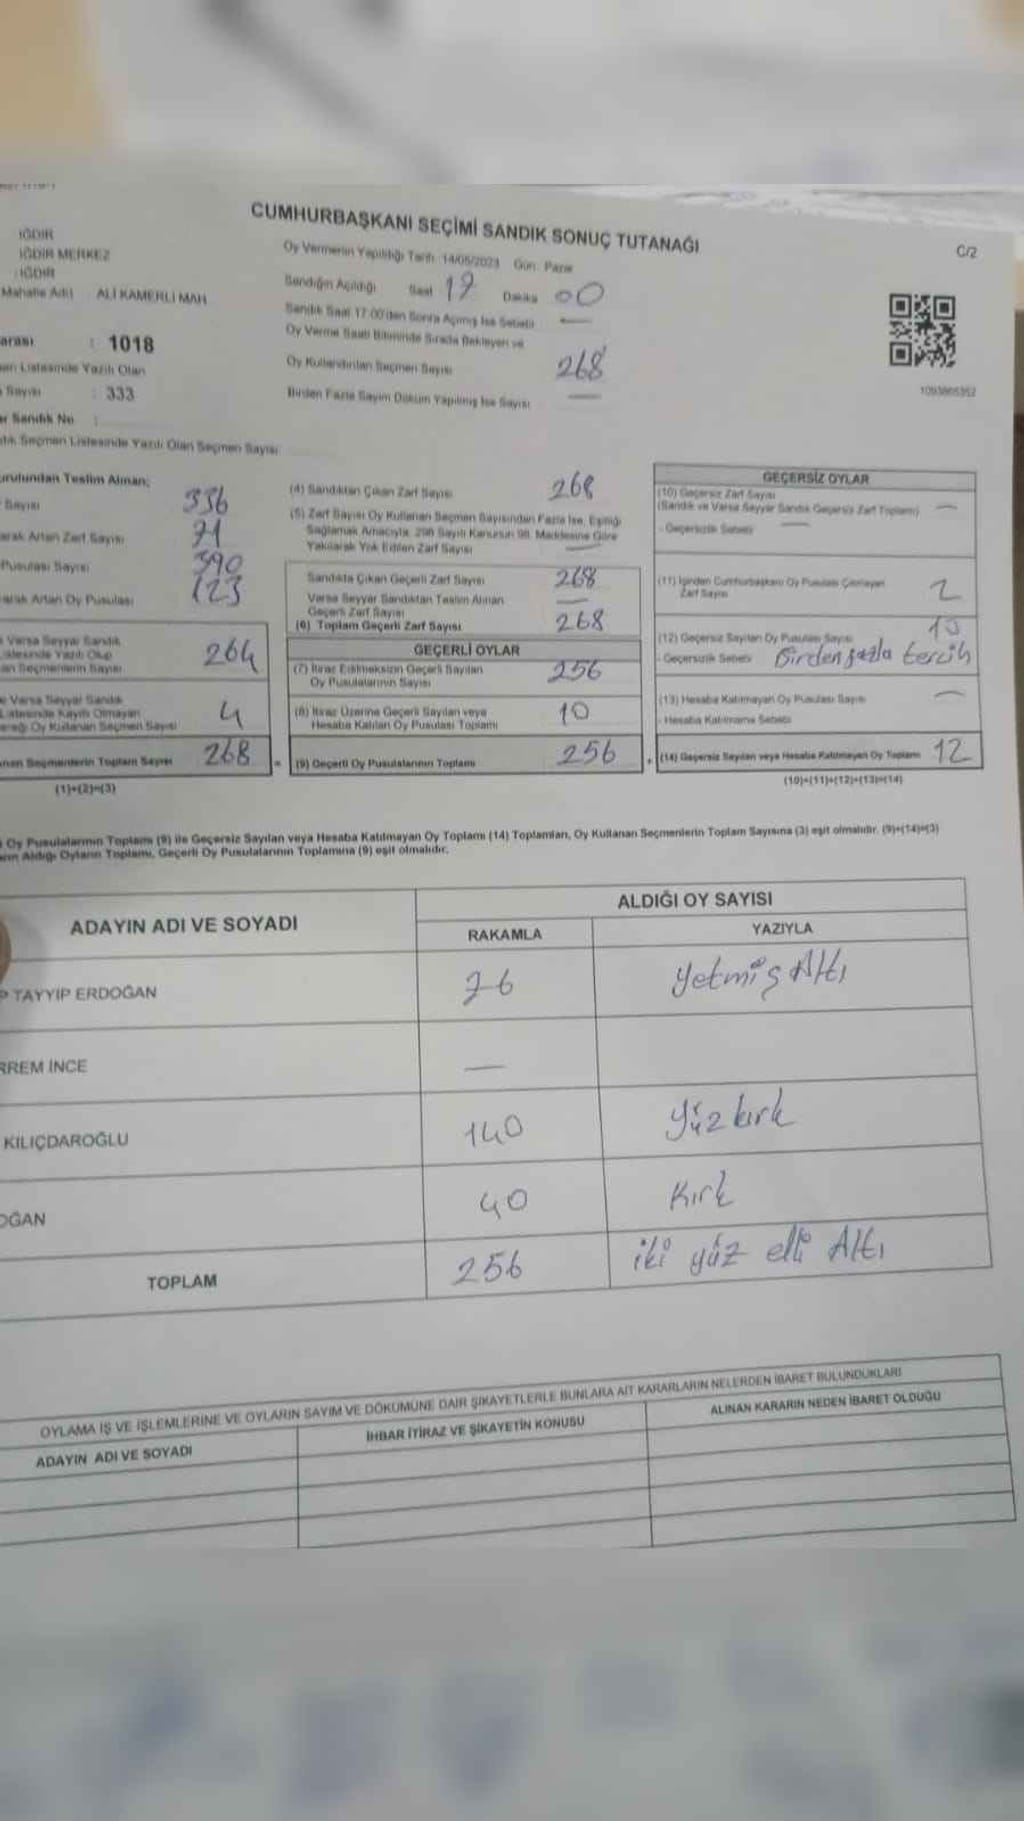 CUMHURBAŞKANI SEÇİMİ SANDIK SONUÇ TUTANAĞI
C/2
IĞDIR
IĞDIR MERKEZ
IĞDIR
Mahalle Adı ALİ KAMERLİ MAH
Oy Vermenin Yapıldığı Tarih 14/05/2023 Gün: Pazar
Sandığın Açıldığı Saat 17 Dakika 00
Sandık Saat 17:00'den Sonra Açılmış İse Sebebi —
Oy Verme Saati Bitiminde Sırada Bekleyen ve
Oy Kullandırılan Seçmen Sayısı 268
Birden Fazla Sayım Döküm Yapılmış İse Sayısı —
1018
Listesinde Yazılı Olan
Sayısı : 333
Sandık No :
Seçmen Listesinde Yazılı Olan Seçmen Sayısı
1093865352
Teslim Alınan;
Sayısı 336
Artan Zarf Sayısı 71
Pusulası Sayısı 390
Artan Oy Pusulası 123
Varsa Seyyar Sandık
Listesinde Yazılı Olup
Seçmenlerin Sayısı 264
Varsa Seyyar Sandık
Listesinde Kayıtlı Olmayan
Oy Kullanan Seçmen Sayısı 4
Seçmenlerin Toplam Sayısı 268
(1)+(2)=(3)
(4) Sandıktan Çıkan Zarf Sayısı 268
(5) Zarf Sayısı Oy Kullanan Seçmen Sayısından Fazla İse, Eşitliği
Sağlamak Amacıyla, 298 Sayılı Kanunun 98. Maddesine Göre
Yakılarak Yok Edilen Zarf Sayısı —
Sandıkta Çıkan Geçerli Zarf Sayısı 268
Varsa Seyyar Sandıktan Teslim Alınan
Geçerli Zarf Sayısı —
(6) Toplam Geçerli Zarf Sayısı 268
GEÇERLİ OYLAR
(7) İtiraz Edilmeksizin Geçerli Sayılan
Oy Pusulalarının Sayısı 256
(8) İtiraz Üzerine Geçerli Sayılan veya
Hesaba Katılan Oy Pusulası Toplamı 10
(9) Geçerli Oy Pusulalarının Toplamı 256
GEÇERSİZ OYLAR
(10) Geçersiz Zarf Sayısı
(Sandık ve Varsa Seyyar Sandık Geçersiz Zarf Toplamı) —
- Geçersizlik Sebebi —
(11) İçinden Cumhurbaşkanı Oy Pusulası Çıkmayan
Zarf Sayısı 2
(12) Geçersiz Sayılan Oy Pusulası Sayısı 10
- Geçersizlik Sebebi Birden fazla tercih
(13) Hesaba Katılmayan Oy Pusulası Sayısı —
- Hesaba Katılmama Sebebi
(14) Geçersiz Sayılan veya Hesaba Katılmayan Oy Toplamı 12
(10)+(11)+(12)+(13)=(14)
Oy Pusulalarının Toplamı (9) ile Geçersiz Sayılan veya Hesaba Katılmayan Oy Toplamı (14) Toplamları, Oy Kullanan Seçmenlerin Toplam Sayısına (3) eşit olmalıdır. (9)+(14)=(3)
Aldığı Oyların Toplamı, Geçerli Oy Pusulalarının Toplamına (9) eşit olmalıdır.
ADAYIN ADI VE SOYADI
ALDIĞI OY SAYISI
RAKAMLA
YAZIYLA
P TAYYİP ERDOĞAN 76 Yetmiş Altı
RREM İNCE —
KILIÇDAROĞLU 140 Yüz kırk
OĞAN 40 Kırk
TOPLAM 256 iki yüz elli Altı
OYLAMA İŞ VE İŞLEMLERİNE VE OYLARIN SAYIM VE DÖKÜMÜNE DAİR ŞİKAYETLERLE BUNLARA AİT KARARLARIN NELERDEN İBARET BULUNDUKLARI
ADAYIN ADI VE SOYADI
İHBAR İTİRAZ VE ŞİKAYETİN KONUSU
ALINAN KARARIN NEDEN İBARET OLDUĞU